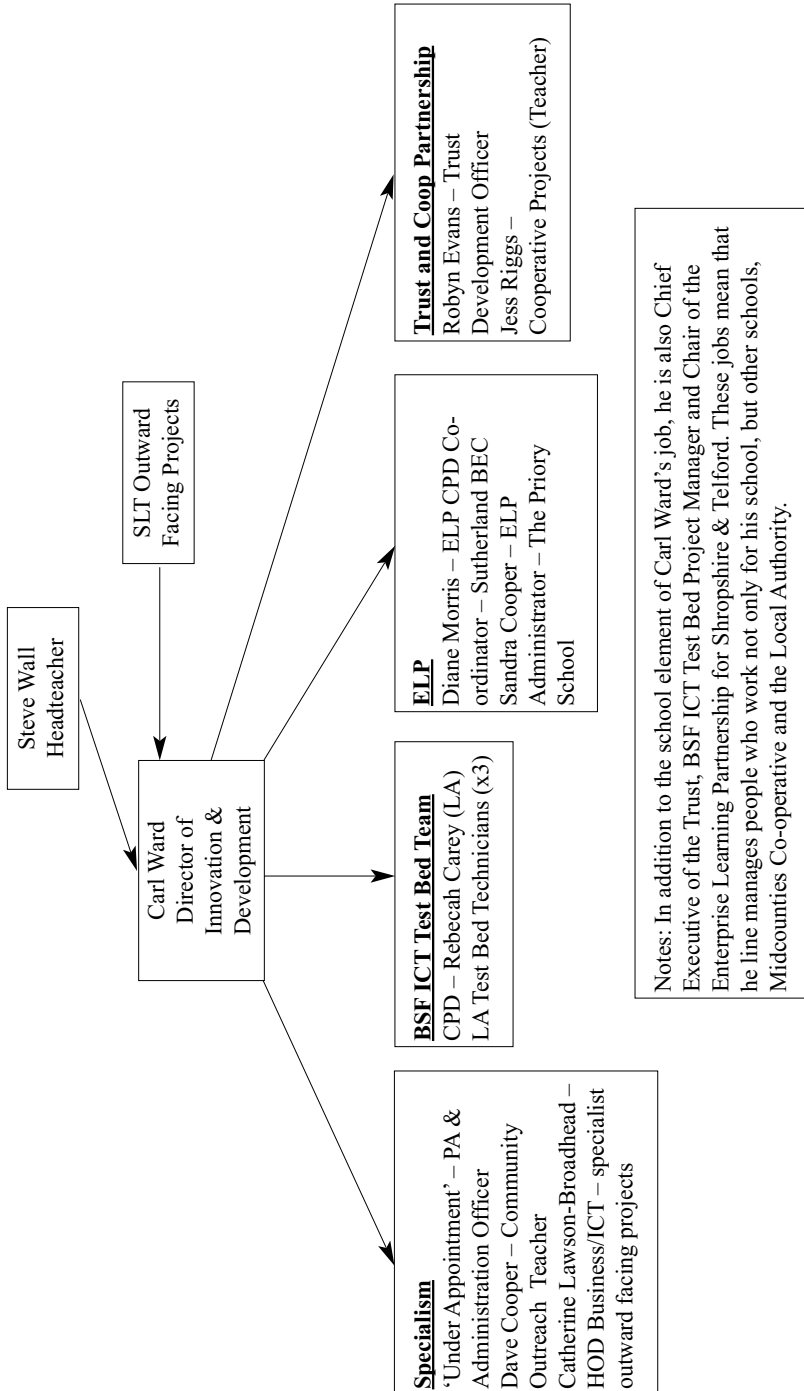 Steve Wall
Headteacher
SLT Outward
Facing Projects
Carl Ward
Director of
Innovation &
Development
Specialism
‘Under Appointment’ – PA &
Administration Officer
Dave Cooper – Community
Outreach Teacher
Catherine Lawson-Broadhead –
HOD Business/ICT – specialist
outward facing projects
BSF ICT Test Bed Team
CPD – Rebecah Carey (LA)
LA Test Bed Technicians (x3)
ELP
Diane Morris – ELP CPD Co-
ordinator – Sutherland BEC
Sandra Cooper – ELP
Administrator – The Priory
School
Trust and Coop Partnership
Robyn Evans – Trust
Development Officer
Jess Riggs –
Cooperative Projects (Teacher)
Notes: In addition to the school element of Carl Ward’s job, he is also Chief
Executive of the Trust, BSF ICT Test Bed Project Manager and Chair of the
Enterprise Learning Partnership for Shropshire & Telford. These jobs mean that
he line manages people who work not only for his school, but other schools,
Midcounties Co-operative and the Local Authority.